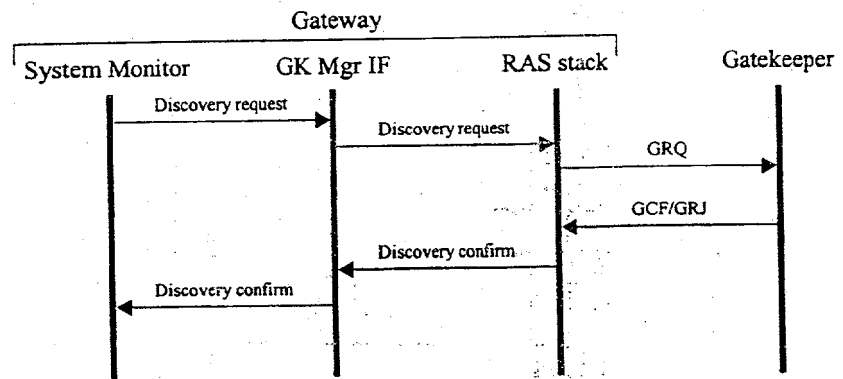 Gateway
System Monitor
GK Mgr IF
RAS stack
Gatekeeper
Discovery request
Discovery request
GRQ
GCF/GRJ
Discovery confirm
Discovery confirm